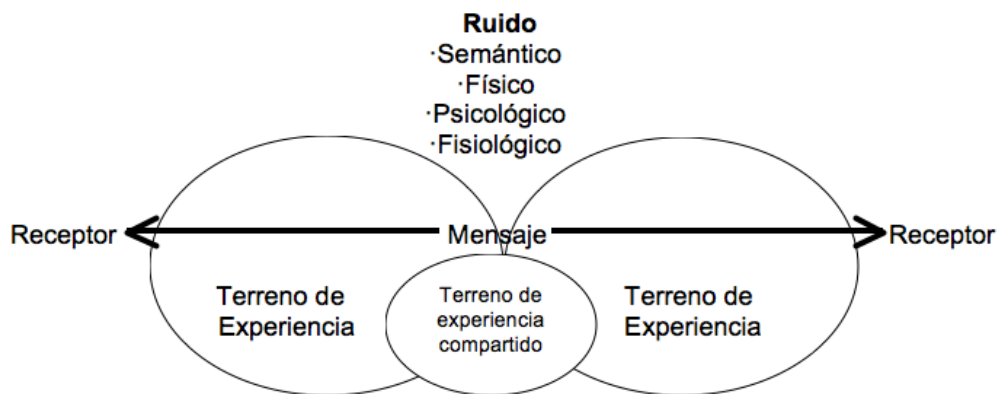 Ruido
·Semántico
·Físico
·Psicológico
·Fisiológico
Receptor
Mensaje
Receptor
Terreno de
Experiencia
Terreno de
experiencia
compartido
Terreno de
Experiencia